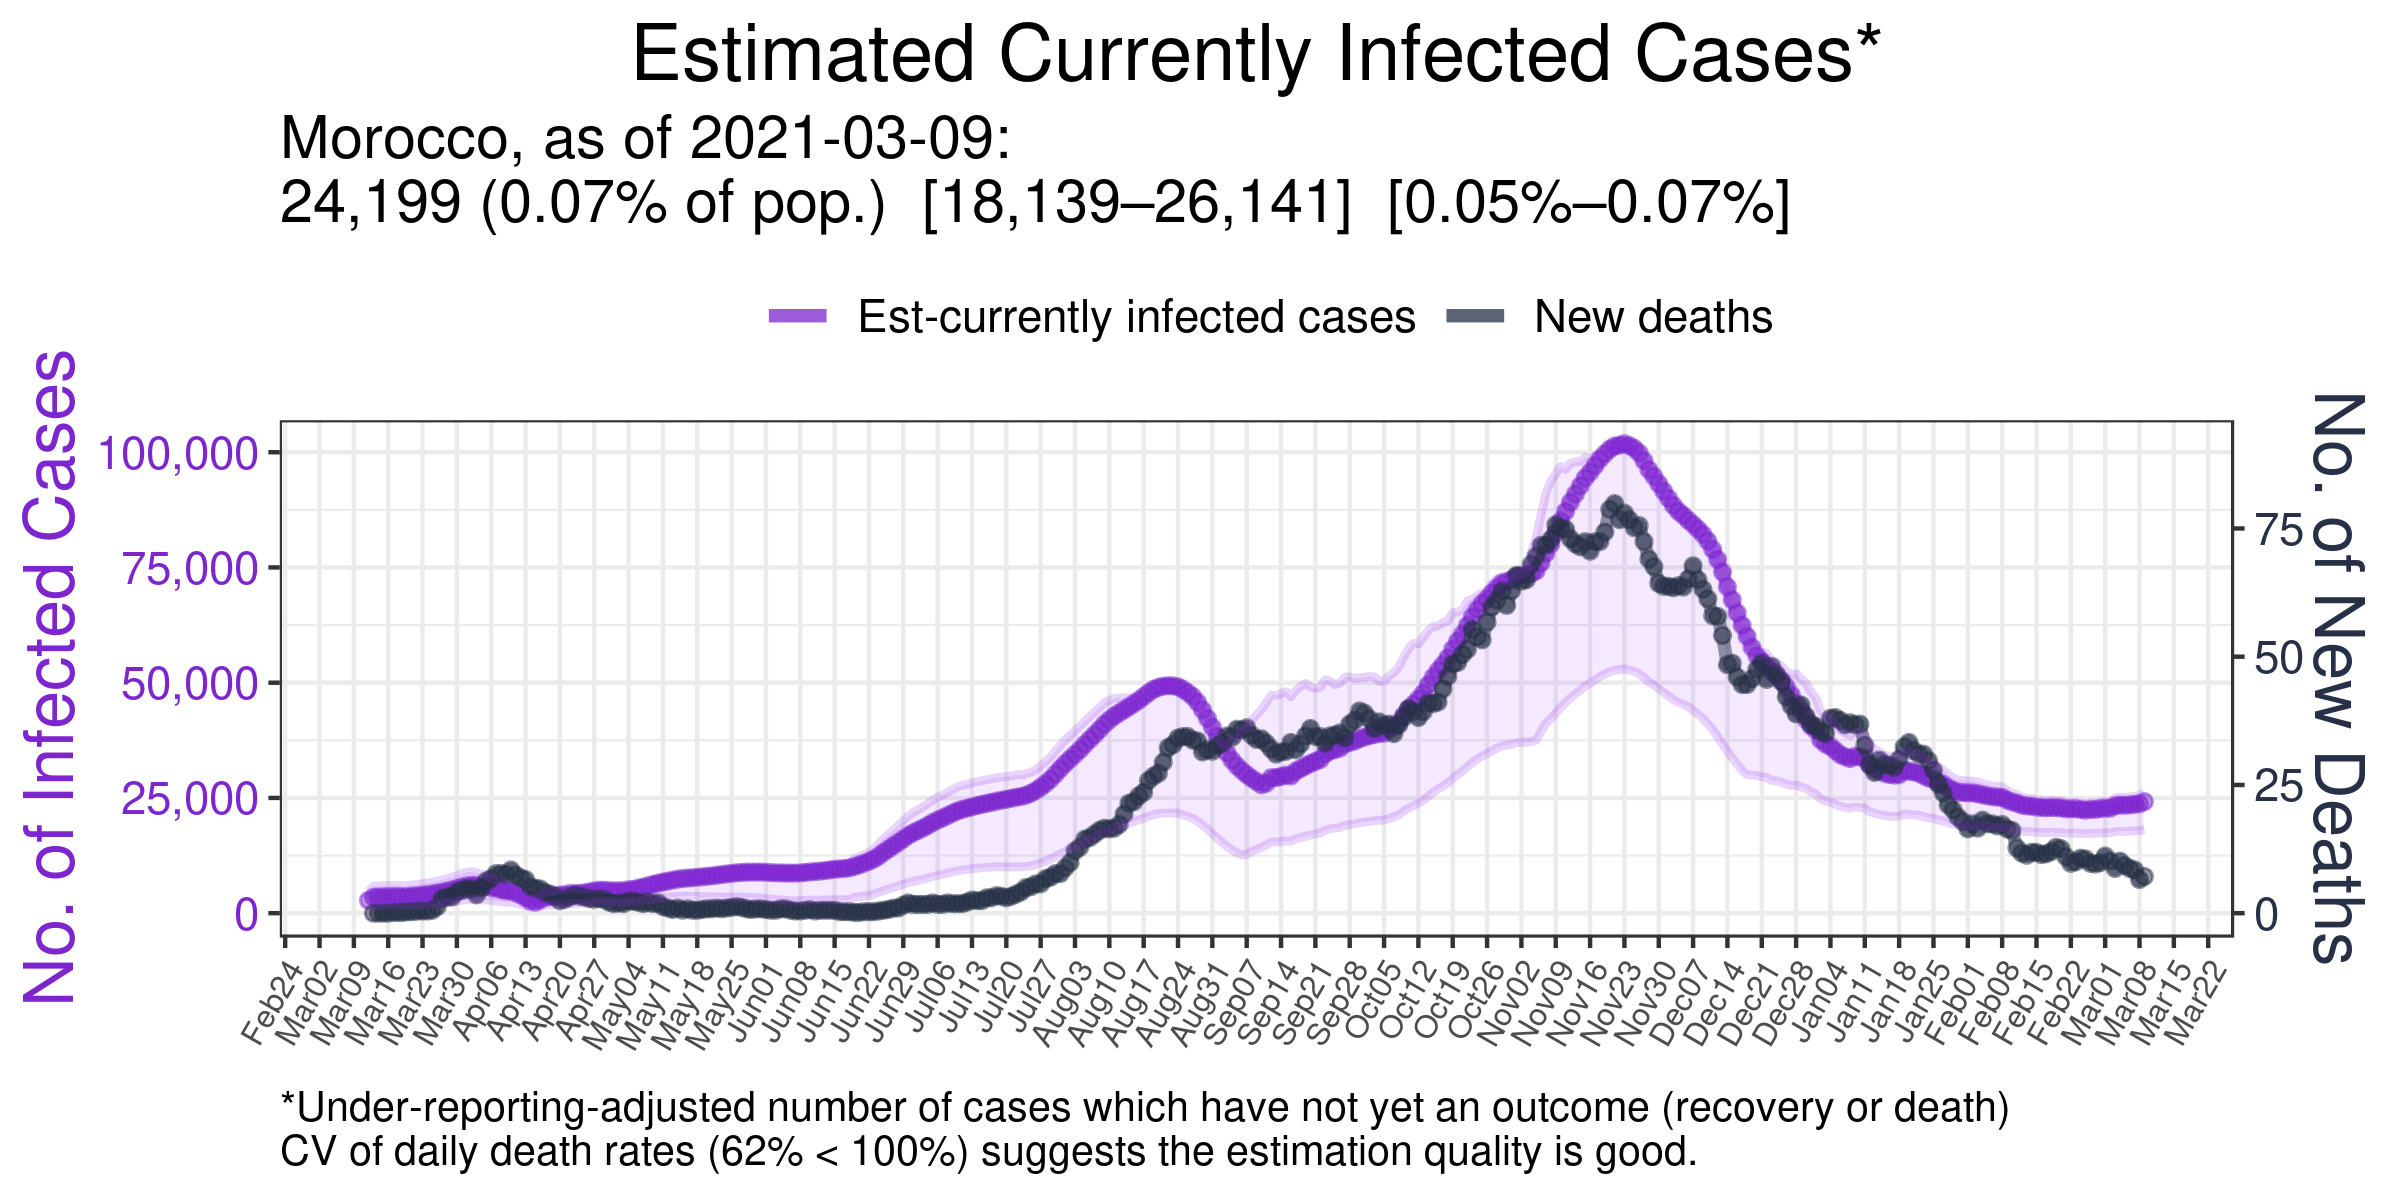 Estimated Currently Infected Cases*
Morocco, as of 2021-03-09:
24,199 (0.07% of pop.)  [18,139–26,141]  [0.05%–0.07%]
Est-currently infected cases
New deaths
No. of Infected Cases
100,000
75,000
50,000
25,000
0
No. of New Deaths
75
50
25
0
Feb24
Mar02
Mar09
Mar16
Mar23
Mar30
Apr06
Apr13
Apr20
Apr27
May04
May11
May18
May25
Jun01
Jun08
Jun15
Jun22
Jun29
Jul06
Jul13
Jul20
Jul27
Aug03
Aug10
Aug17
Aug24
Aug31
Sep07
Sep14
Sep21
Sep28
Oct05
Oct12
Oct19
Oct26
Nov02
Nov09
Nov16
Nov23
Nov30
Dec07
Dec14
Dec21
Dec28
Jan04
Jan11
Jan18
Jan25
Feb01
Feb08
Feb15
Feb22
Mar01
Mar08
Mar15
Mar22
*Under-reporting-adjusted number of cases which have not yet an outcome (recovery or death)
CV of daily death rates (62% < 100%) suggests the estimation quality is good.